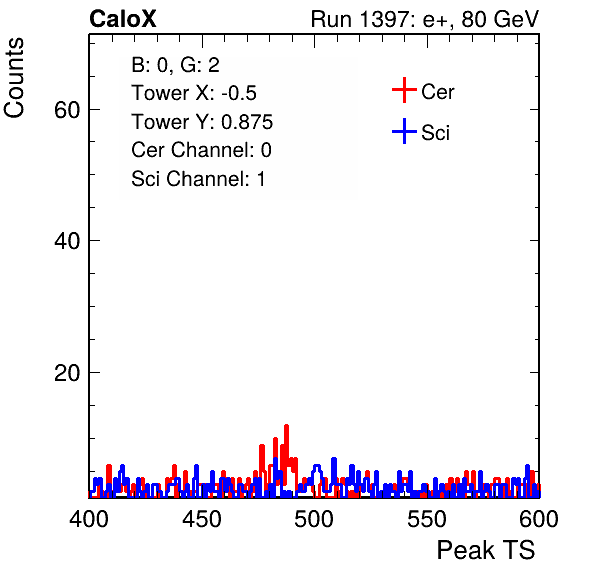 CaloX Run 1397: e+, 80 GeV
Counts
B: 0, G: 2
Tower X: -0.5
Tower Y: 0.875
Cer Channel: 0
Sci Channel: 1
Cer
Sci
60
40
20
400 450 500 550 600
Peak TS